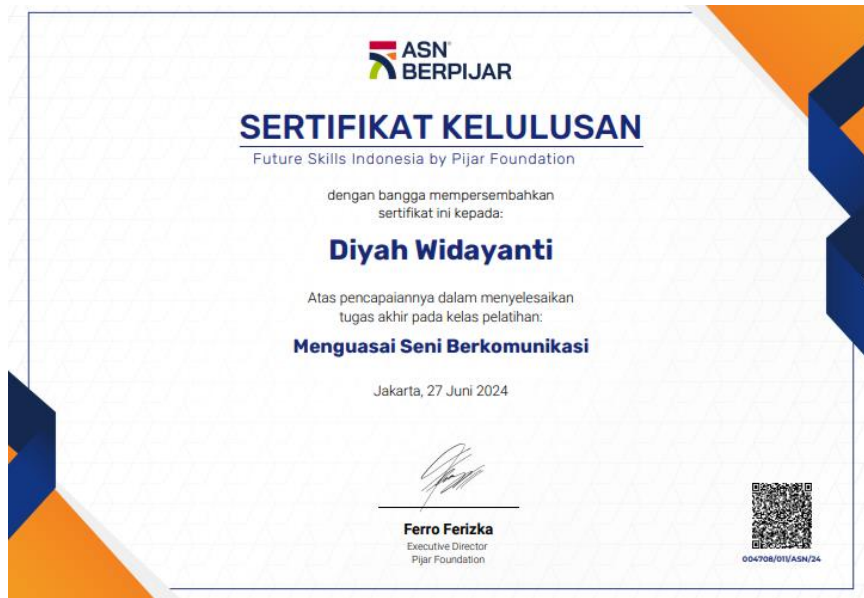 ASN
BERPIJAR
SERTIFIKAT KELULUSAN
Future Skills Indonesia by Pijar Foundation
dengan bangga mempersembahkan
sertifikat ini kepada:
Diyah Widayanti
Atas pencapaiannya dalam menyelesaikan
tugas akhir pada kelas pelatihan:
Menguasai Seni Berkomunikasi
Jakarta, 27 Juni 2024
Ferro Ferizka
Executive Director
Pijar Foundation
004708/011/ASN/24